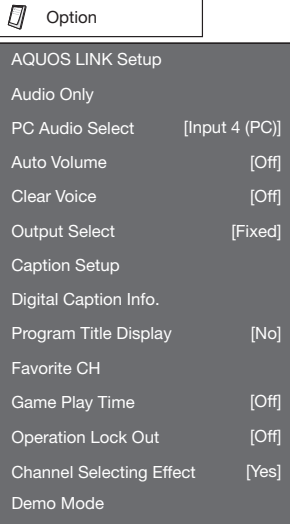 Option
AQUOS LINK Setup
Audio Only
PC Audio Select [Input 4 (PC)]
Auto Volume [Off]
Clear Voice [Off]
Output Select [Fixed]
Caption Setup
Digital Caption Info.
Program Title Display [No]
Favorite CH
Game Play Time [Off]
Operation Lock Out [Off]
Channel Selecting Effect [Yes]
Demo Mode